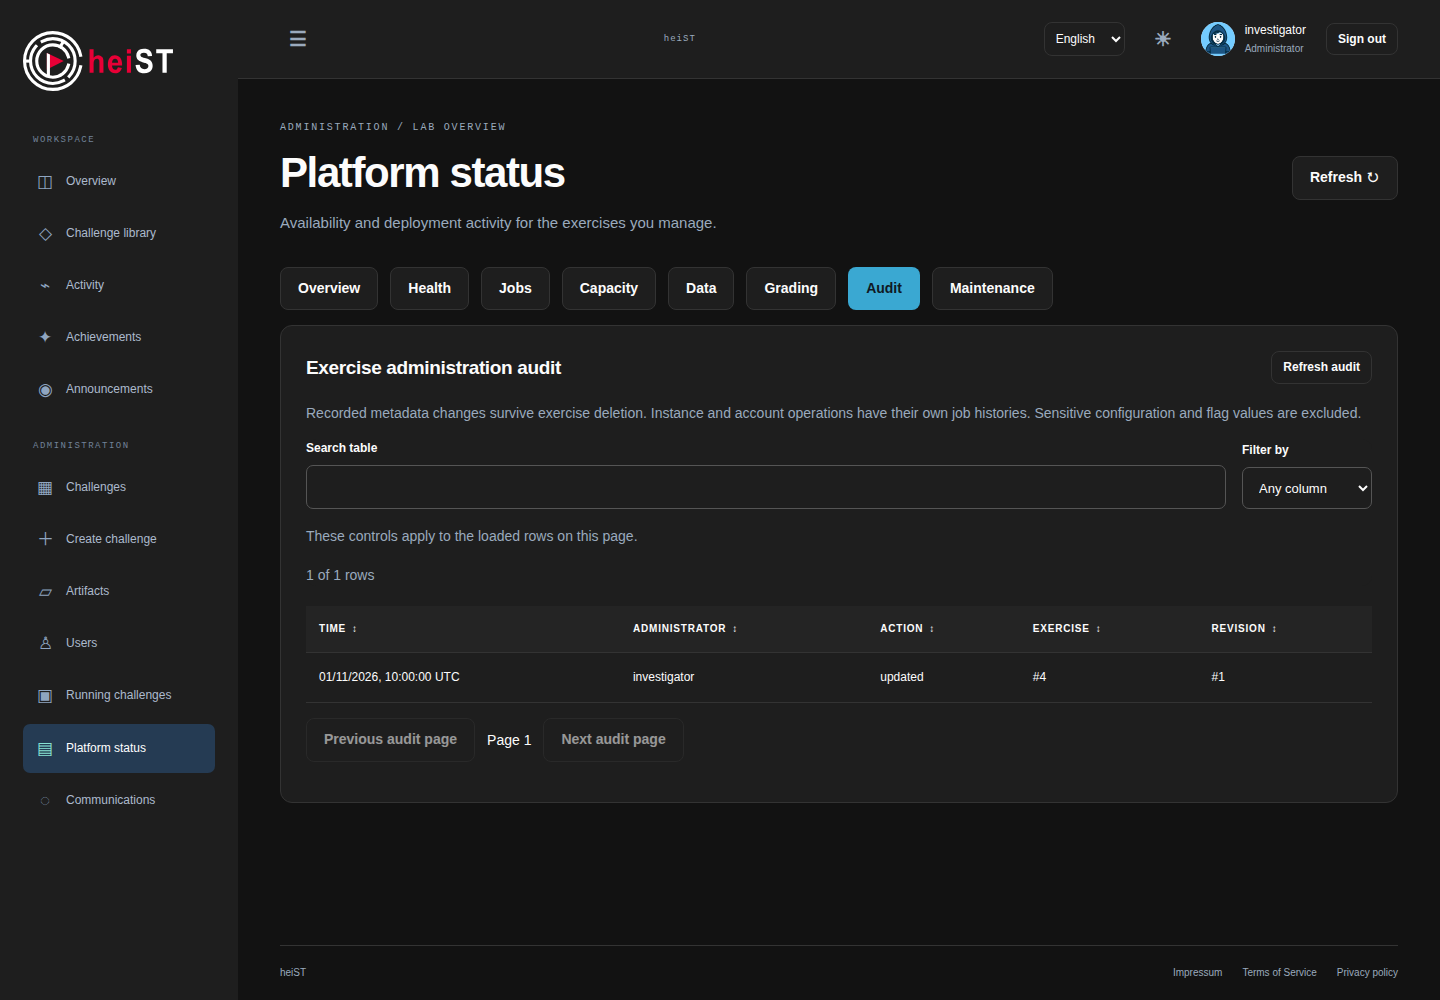 heiST
WORKSPACE
Overview
Challenge library
Activity
Achievements
Announcements
ADMINISTRATION
Challenges
Create challenge
Artifacts
Users
Running challenges
Platform status
Communications
heiST
English
investigator
Administrator
Sign out
ADMINISTRATION / LAB OVERVIEW
Platform status
Refresh ↻
Availability and deployment activity for the exercises you manage.
Overview Health Jobs Capacity Data Grading Audit Maintenance
Exercise administration audit
Refresh audit
Recorded metadata changes survive exercise deletion. Instance and account operations have their own job histories. Sensitive configuration and flag values are excluded.
Search table
Filter by
Any column
These controls apply to the loaded rows on this page.
1 of 1 rows
TIME ↕ ADMINISTRATOR ↕ ACTION ↕ EXERCISE ↕ REVISION ↕
01/11/2026, 10:00:00 UTC investigator updated #4 #1
Previous audit page Page 1 Next audit page
heiST
Impressum Terms of Service Privacy policy